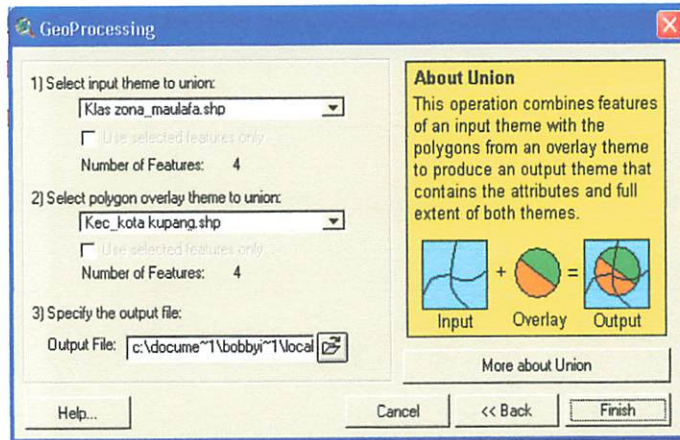 GeoProcessing
1) Select input theme to union:
Klas zona_maulafa.shp
Use selected features only
Number of Features: 4
2) Select polygon overlay theme to union:
Kec_kota kupang.shp
Use selected features only
Number of Features: 4
3) Specify the output file:
Output File: c:\docume~1\bobbyi~1\local
About Union
This operation combines features
of an input theme with the
polygons from an overlay theme
to produce an output theme that
contains the attributes and full
extent of both themes.
+ =
Input Overlay Output
More about Union
Help... Cancel << Back Finish